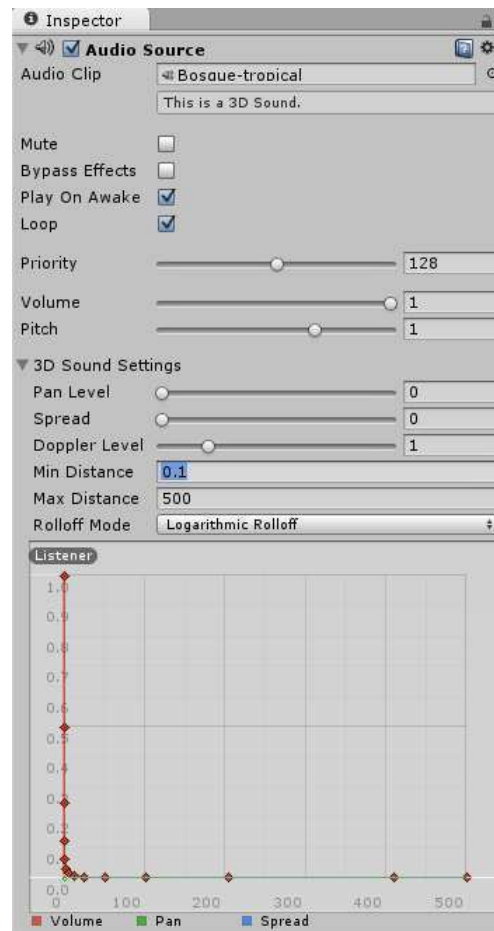 Inspector
Audio Source
Audio Clip Bosque-tropical
This is a 3D Sound.
Mute
Bypass Effects
Play On Awake
Loop
Priority 128
Volume 1
Pitch 1
3D Sound Settings
Pan Level 0
Spread 0
Doppler Level 1
Min Distance 0.1
Max Distance 500
Rolloff Mode Logarithmic Rolloff
Listener
1.0
0.9
0.8
0.7
0.6
0.5
0.4
0.3
0.2
0.1
0.0
0 100 200 300 400 500
Volume Pan Spread